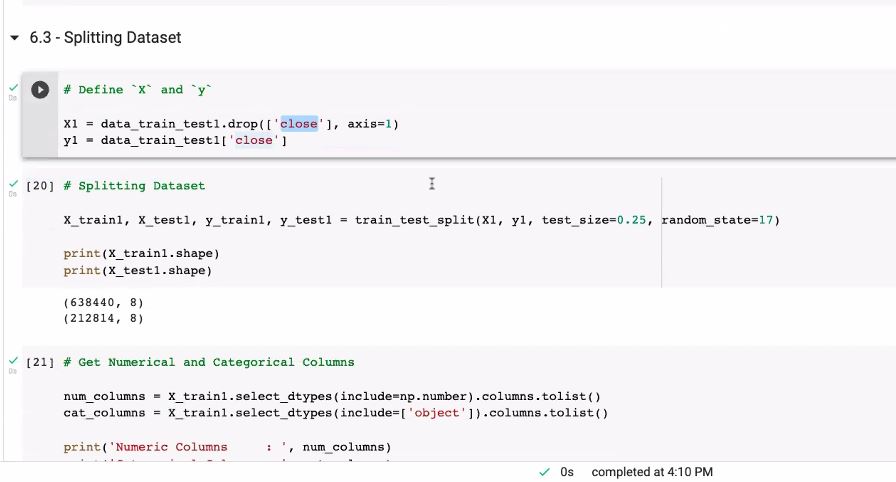 6.3 - Splitting Dataset
0s
# Define `X` and `y`
X1 = data_train_test1.drop(['close'], axis=1)
y1 = data_train_test1['close']
0s
[20] # Splitting Dataset
X_train1, X_test1, y_train1, y_test1 = train_test_split(X1, y1, test_size=0.25, random_state=17)
print(X_train1.shape)
print(X_test1.shape)
(638440, 8)
(212814, 8)
0s
[21] # Get Numerical and Categorical Columns
num_columns = X_train1.select_dtypes(include=np.number).columns.tolist()
cat_columns = X_train1.select_dtypes(include=['object']).columns.tolist()
print('Numeric Columns     : ', num_columns)
0s completed at 4:10 PM